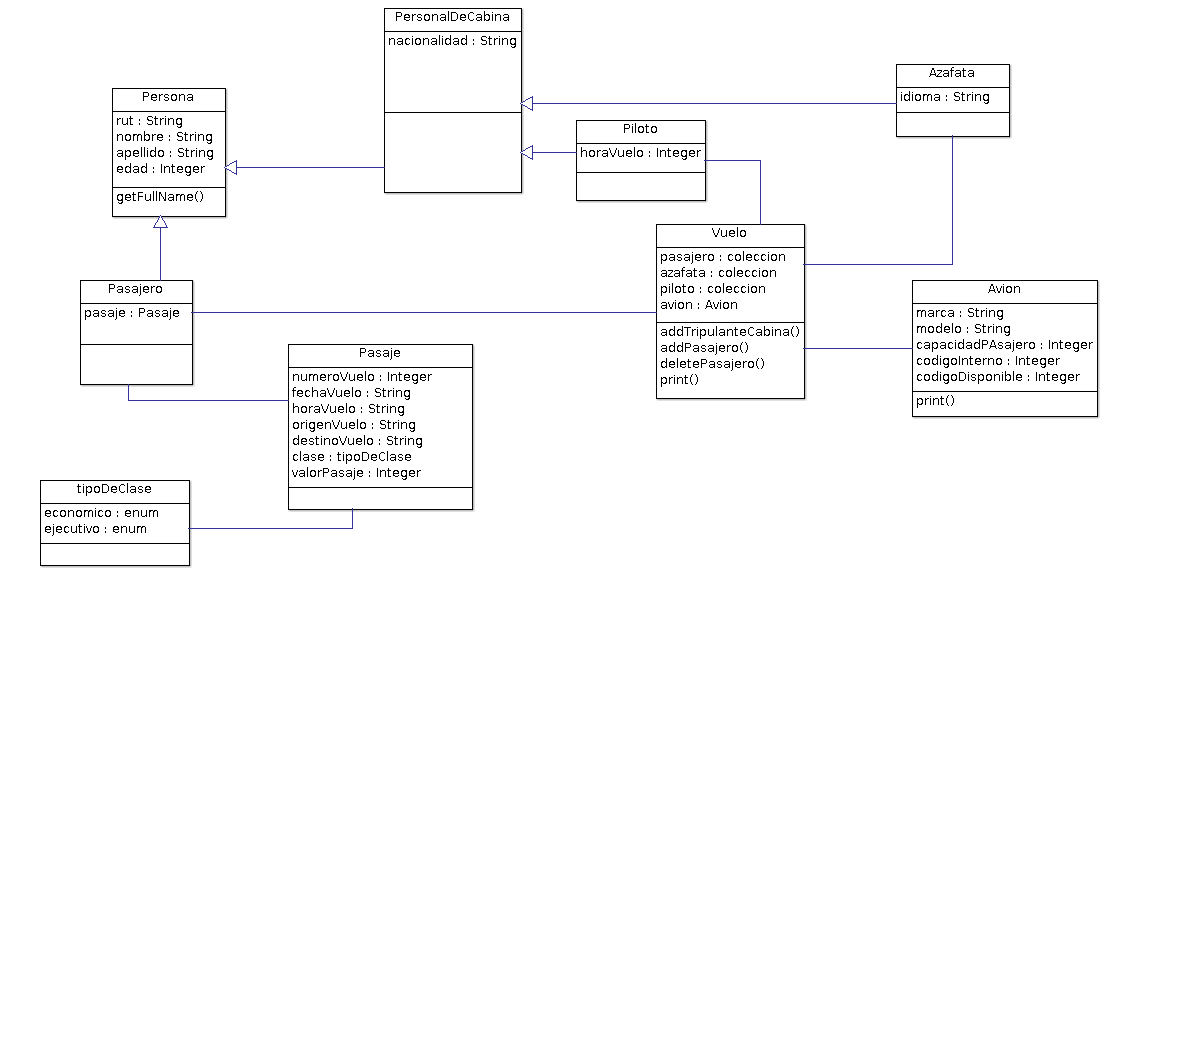 PersonalDeCabina
nacionalidad : String
Azafata
idioma : String
Persona
rut : String
nombre : String
apellido : String
edad : Integer
getFullName()
Piloto
horaVuelo : Integer
Vuelo
pasajero : coleccion
azafata : coleccion
piloto : coleccion
avion : Avion
addTripulanteCabina()
addPasajero()
deletePasajero()
print()
Pasajero
pasaje : Pasaje
Avion
marca : String
modelo : String
capacidadPAsajero : Integer
codigoInterno : Integer
codigoDisponible : Integer
print()
Pasaje
numeroVuelo : Integer
fechaVuelo : String
horaVuelo : String
origenVuelo : String
destinoVuelo : String
clase : tipoDeClase
valorPasaje : Integer
tipoDeClase
economico : enum
ejecutivo : enum